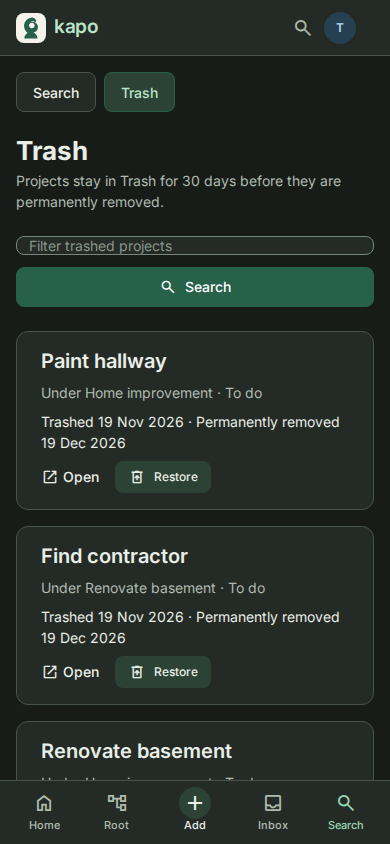 kapo
T
Search
Trash
Trash
Projects stay in Trash for 30 days before they are
permanently removed.
Filter trashed projects
Search
Paint hallway
Under Home improvement · To do
Trashed 19 Nov 2026 · Permanently removed
19 Dec 2026
Open
Restore
Find contractor
Under Renovate basement · To do
Trashed 19 Nov 2026 · Permanently removed
19 Dec 2026
Open
Restore
Renovate basement
Home
Root
Add
Inbox
Search